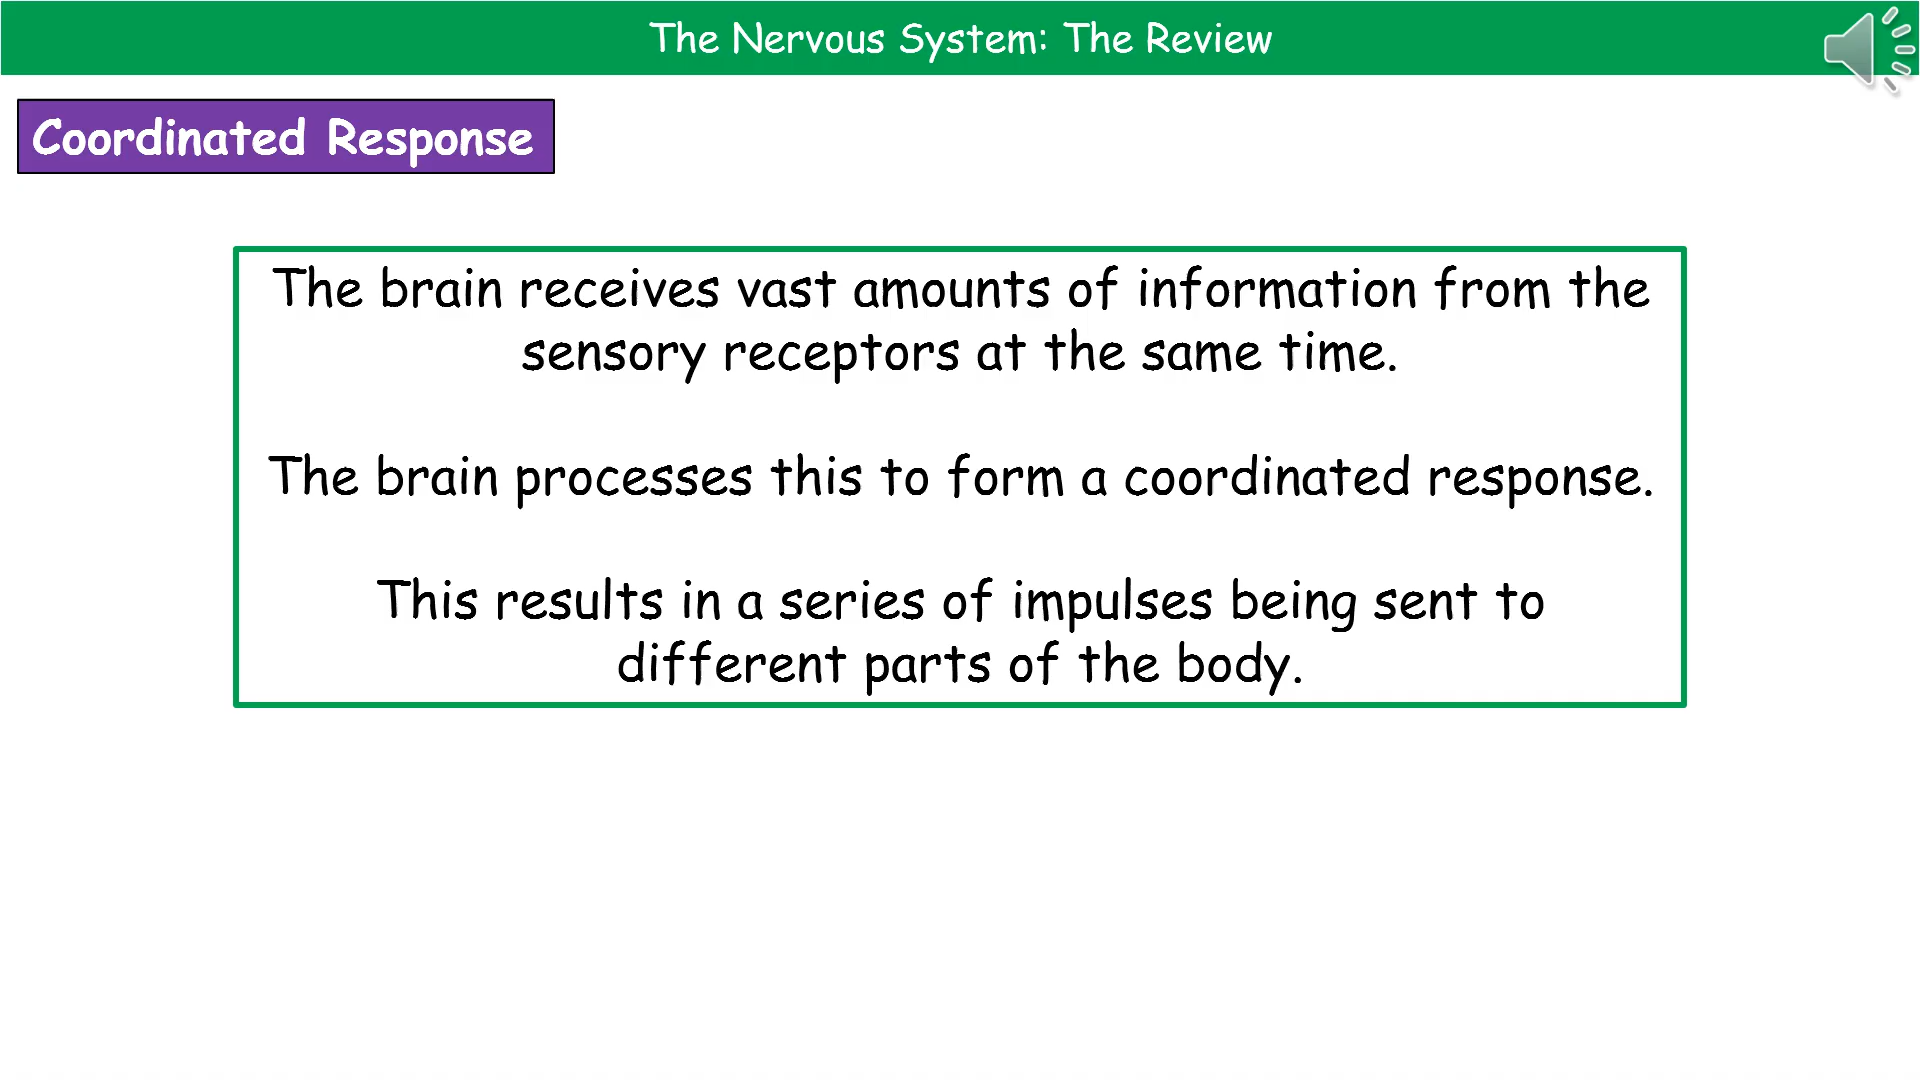 The Nervous System: The Review
Coordinated Response
The brain receives vast amounts of information from the
sensory receptors at the same time.
The brain processes this to form a coordinated response.
This results in a series of impulses being sent to
different parts of the body.